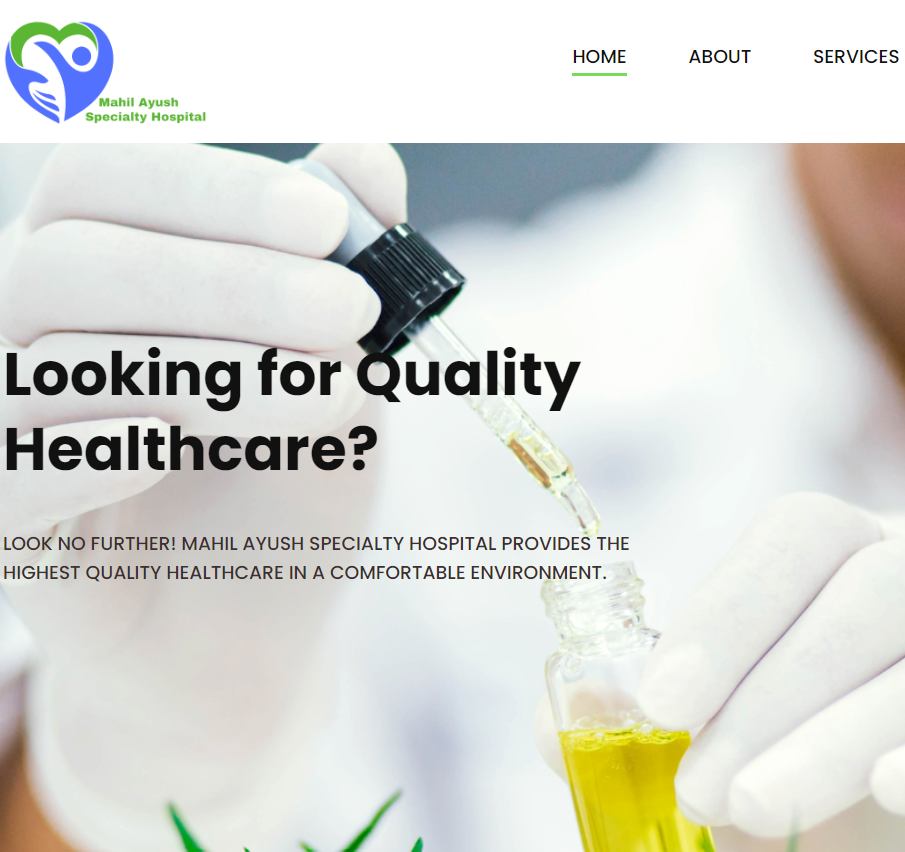 Mahil Ayush
Specialty Hospital
HOME ABOUT SERVICES
Looking for Quality
Healthcare?
LOOK NO FURTHER! MAHIL AYUSH SPECIALTY HOSPITAL PROVIDES THE
HIGHEST QUALITY HEALTHCARE IN A COMFORTABLE ENVIRONMENT.